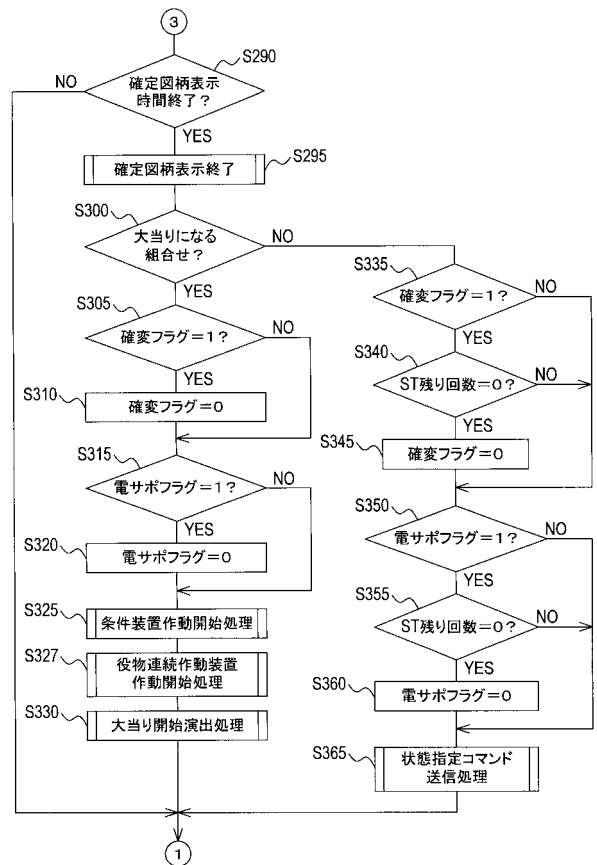 3
S290
確定図柄表示
時間終了?
NO
YES
確定図柄表示終了
S295
S300
大当りになる
組合せ?
NO
YES
S305
確変フラグ=1?
NO
YES
S310
確変フラグ=0
S315
電サポフラグ=1?
NO
YES
S320
電サポフラグ=0
S325
条件装置作動開始処理
S327
役物連続作動装置
作動開始処理
S330
大当り開始演出処理
S335
確変フラグ=1?
NO
YES
S340
ST残り回数=0?
NO
YES
S345
確変フラグ=0
S350
電サポフラグ=1?
NO
YES
S355
ST残り回数=0?
NO
YES
S360
電サポフラグ=0
S365
状態指定コマンド
送信処理
1